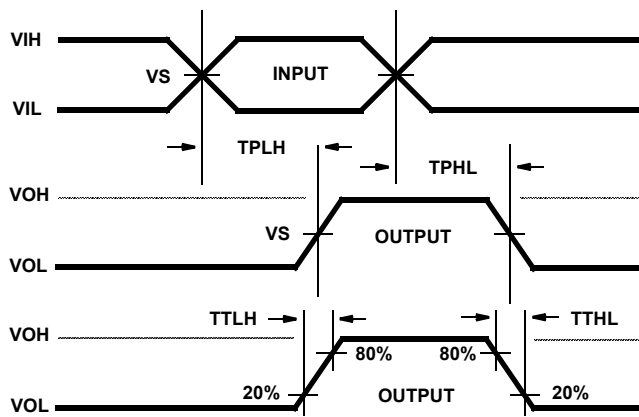 VIH
VS
INPUT
VIL
TPLH
TPHL
VOH
VS
OUTPUT
VOL
TTLH
TTHL
VOH
80%
80%
20%
OUTPUT
20%
VOL